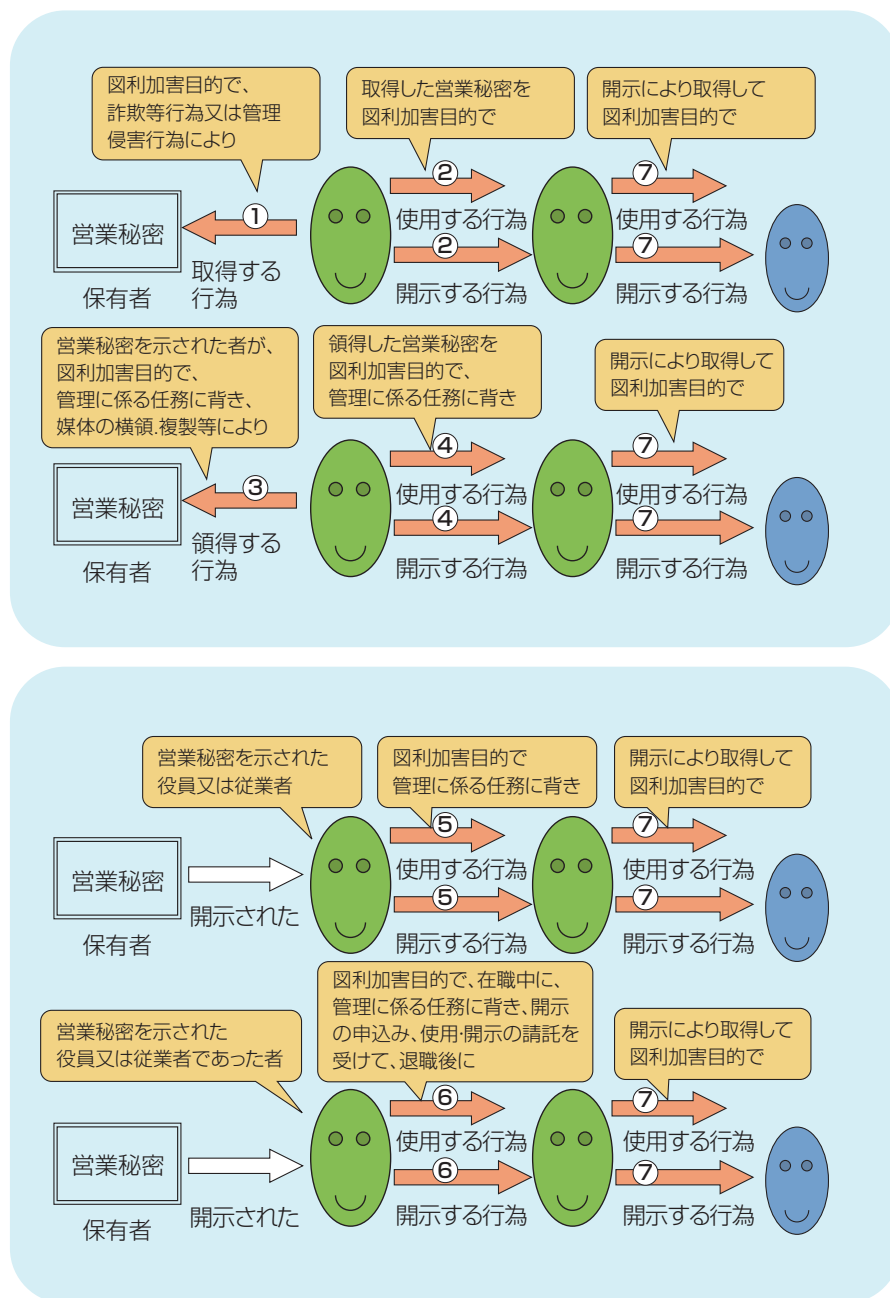 図利加害目的で、
詐欺等行為又は管理
侵害行為により
取得した営業秘密を
図利加害目的で
開示により取得して
図利加害目的で
営業秘密
保有者
①
取得する
行為
②
使用する行為
②
開示する行為
⑦
使用する行為
⑦
開示する行為
営業秘密を示された者が、
図利加害目的で、
管理に係る任務に背き、
媒体の横領.複製等により
領得した営業秘密を
図利加害目的で、
管理に係る任務に背き
開示により取得して
図利加害目的で
営業秘密
保有者
③
領得する
行為
④
使用する行為
④
開示する行為
⑦
使用する行為
⑦
開示する行為
営業秘密を示された
役員又は従業者
図利加害目的で
管理に係る任務に背き
開示により取得して
図利加害目的で
営業秘密
保有者
開示された
⑤
使用する行為
⑤
開示する行為
⑦
使用する行為
⑦
開示する行為
営業秘密を示された
役員又は従業者であった者
図利加害目的で、在職中に、
管理に係る任務に背き、開示
の申込み、使用・開示の請託を
受けて、退職後に
開示により取得して
図利加害目的で
営業秘密
保有者
開示された
⑥
使用する行為
⑥
開示する行為
⑦
使用する行為
⑦
開示する行為